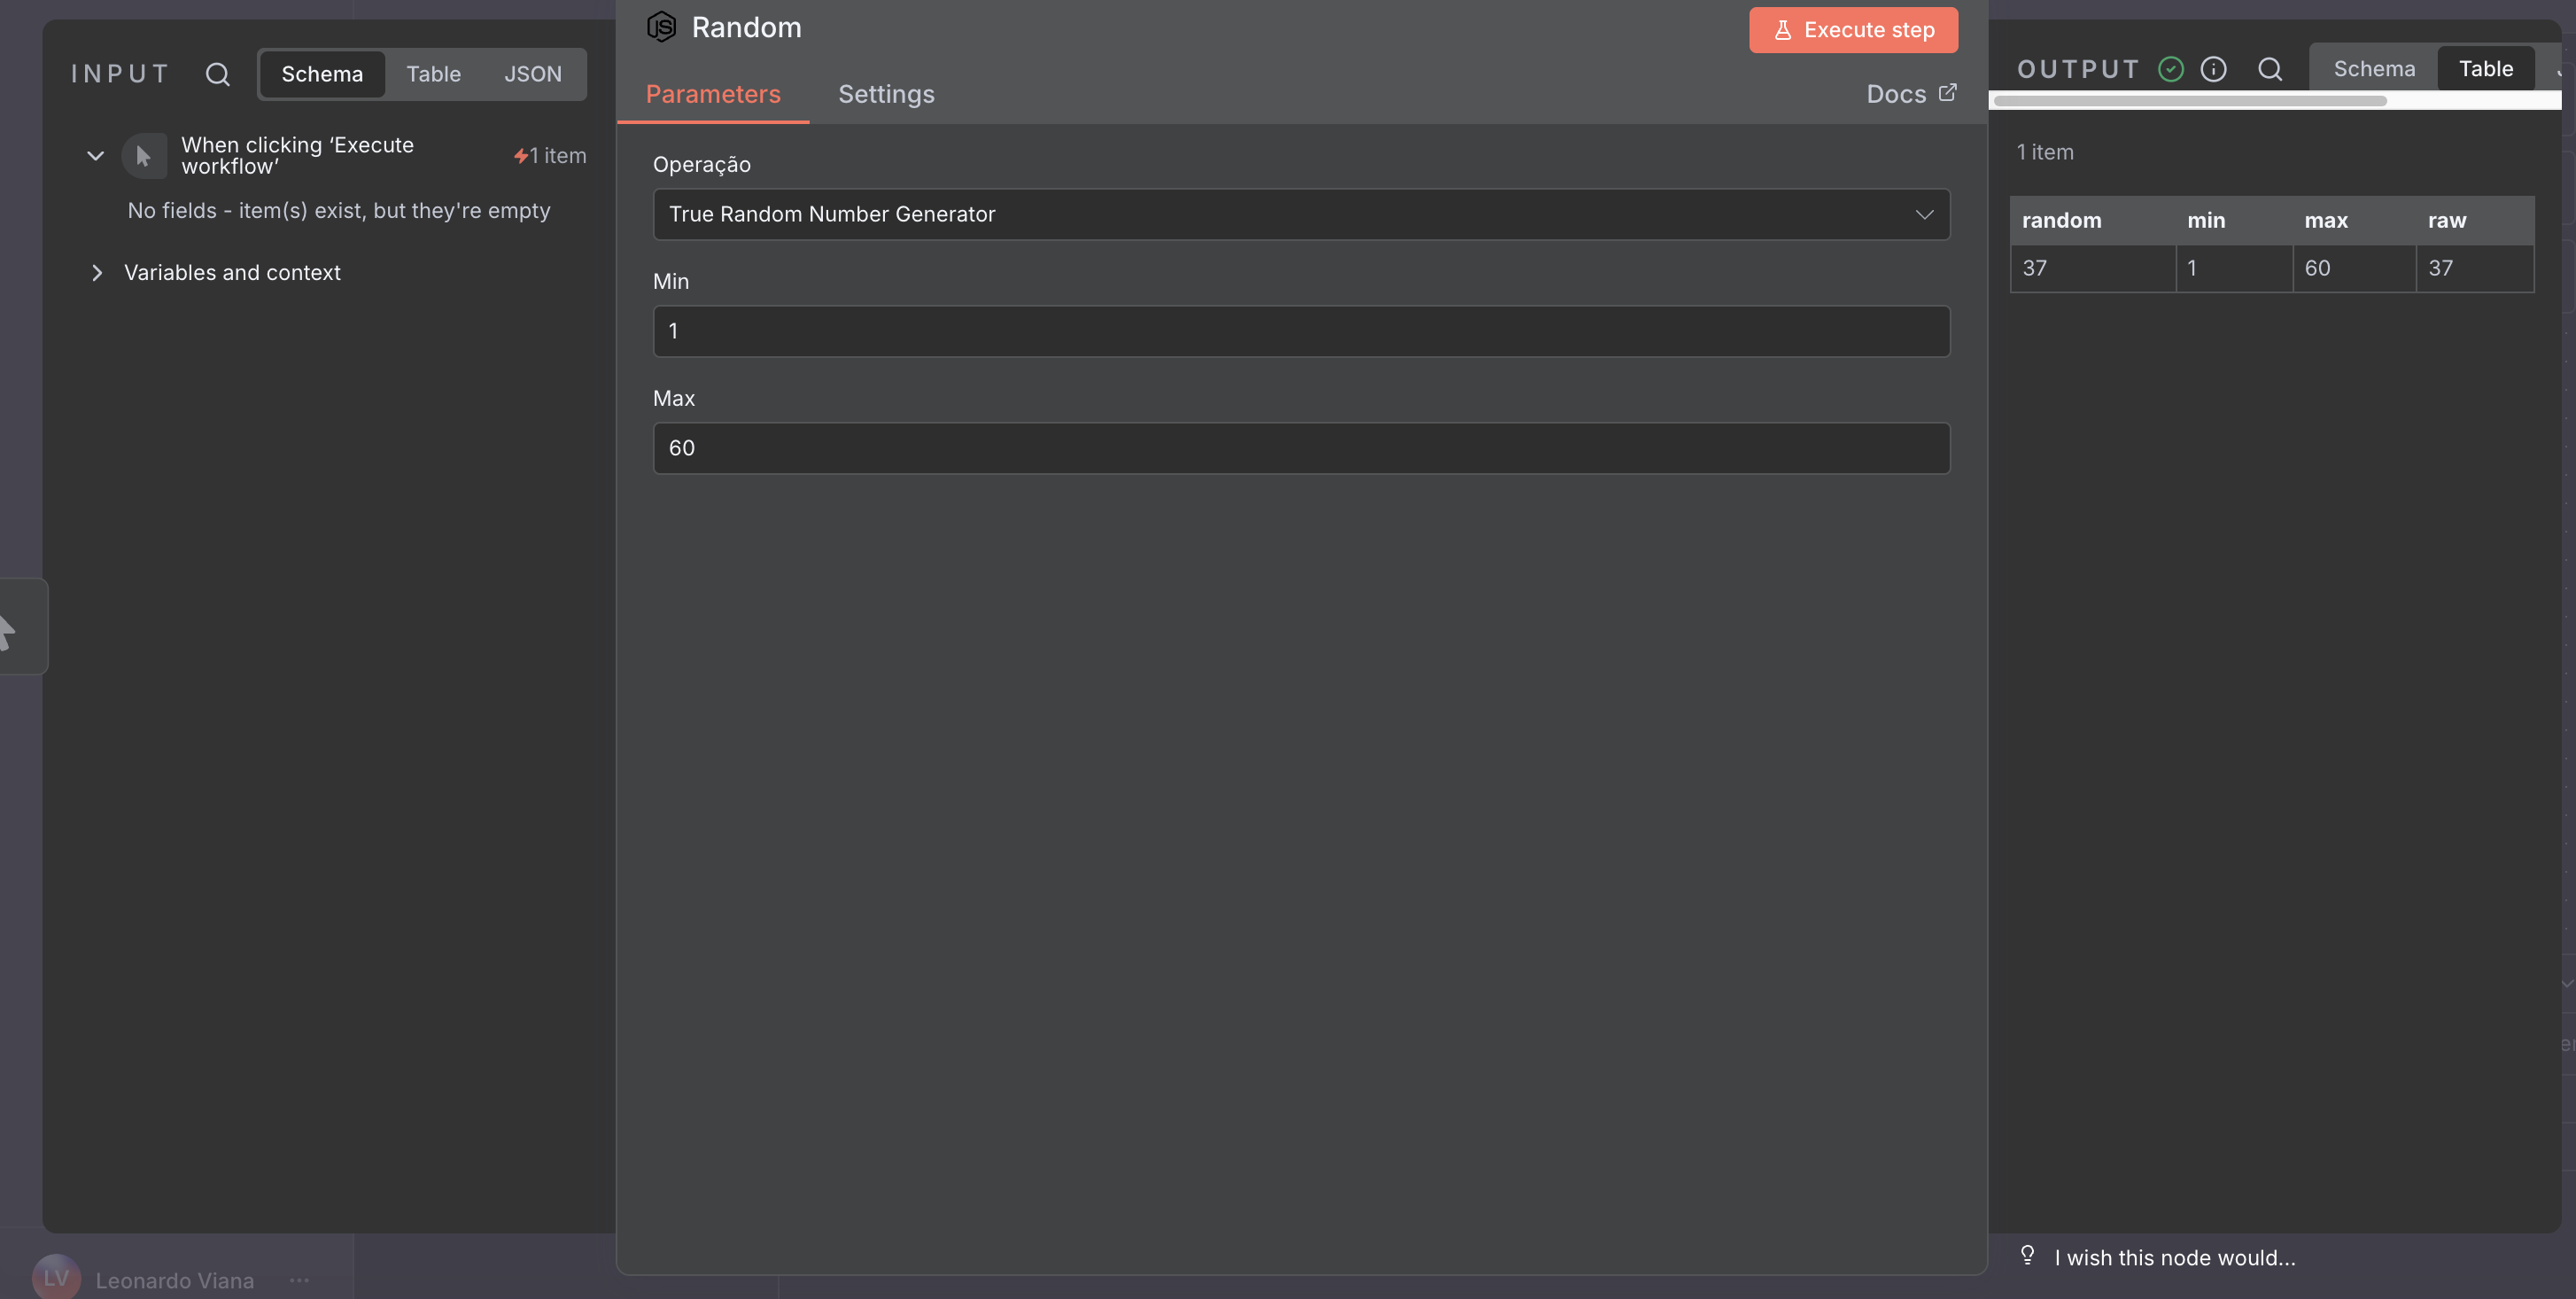 INPUT
Schema
Table
JSON
When clicking ‘Execute
workflow’
1 item
No fields - item(s) exist, but they're empty
Variables and context
LV
Leonardo Viana
JS
Random
Execute step
Parameters
Settings
Docs
Operação
True Random Number Generator
Min
1
Max
60
OUTPUT
Schema
Table
1 item
random min max raw
37 1 60 37
I wish this node would...